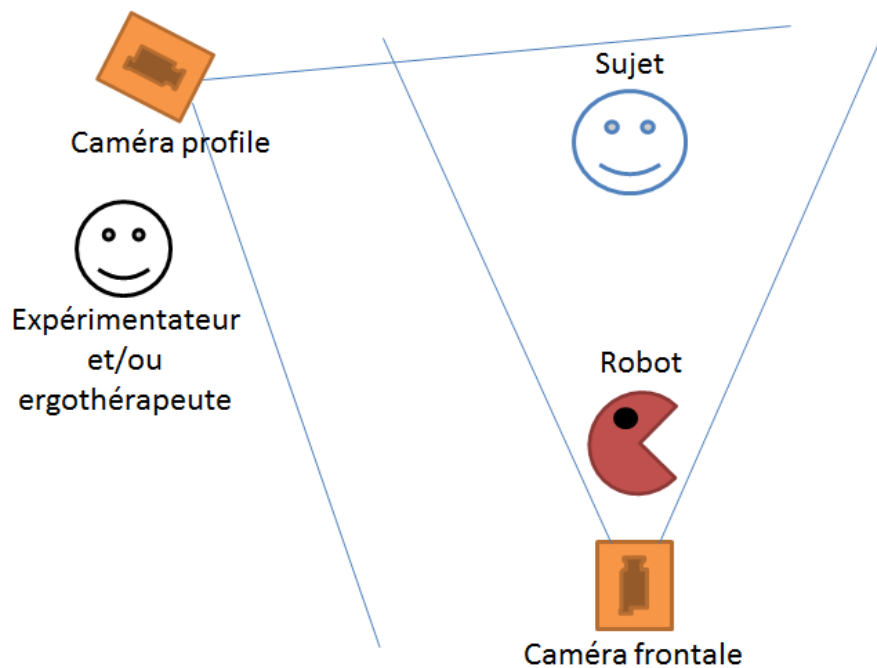 Sujet
Caméra profile
Expérimentateur
et/ou
ergothérapeute
Robot
Caméra frontale